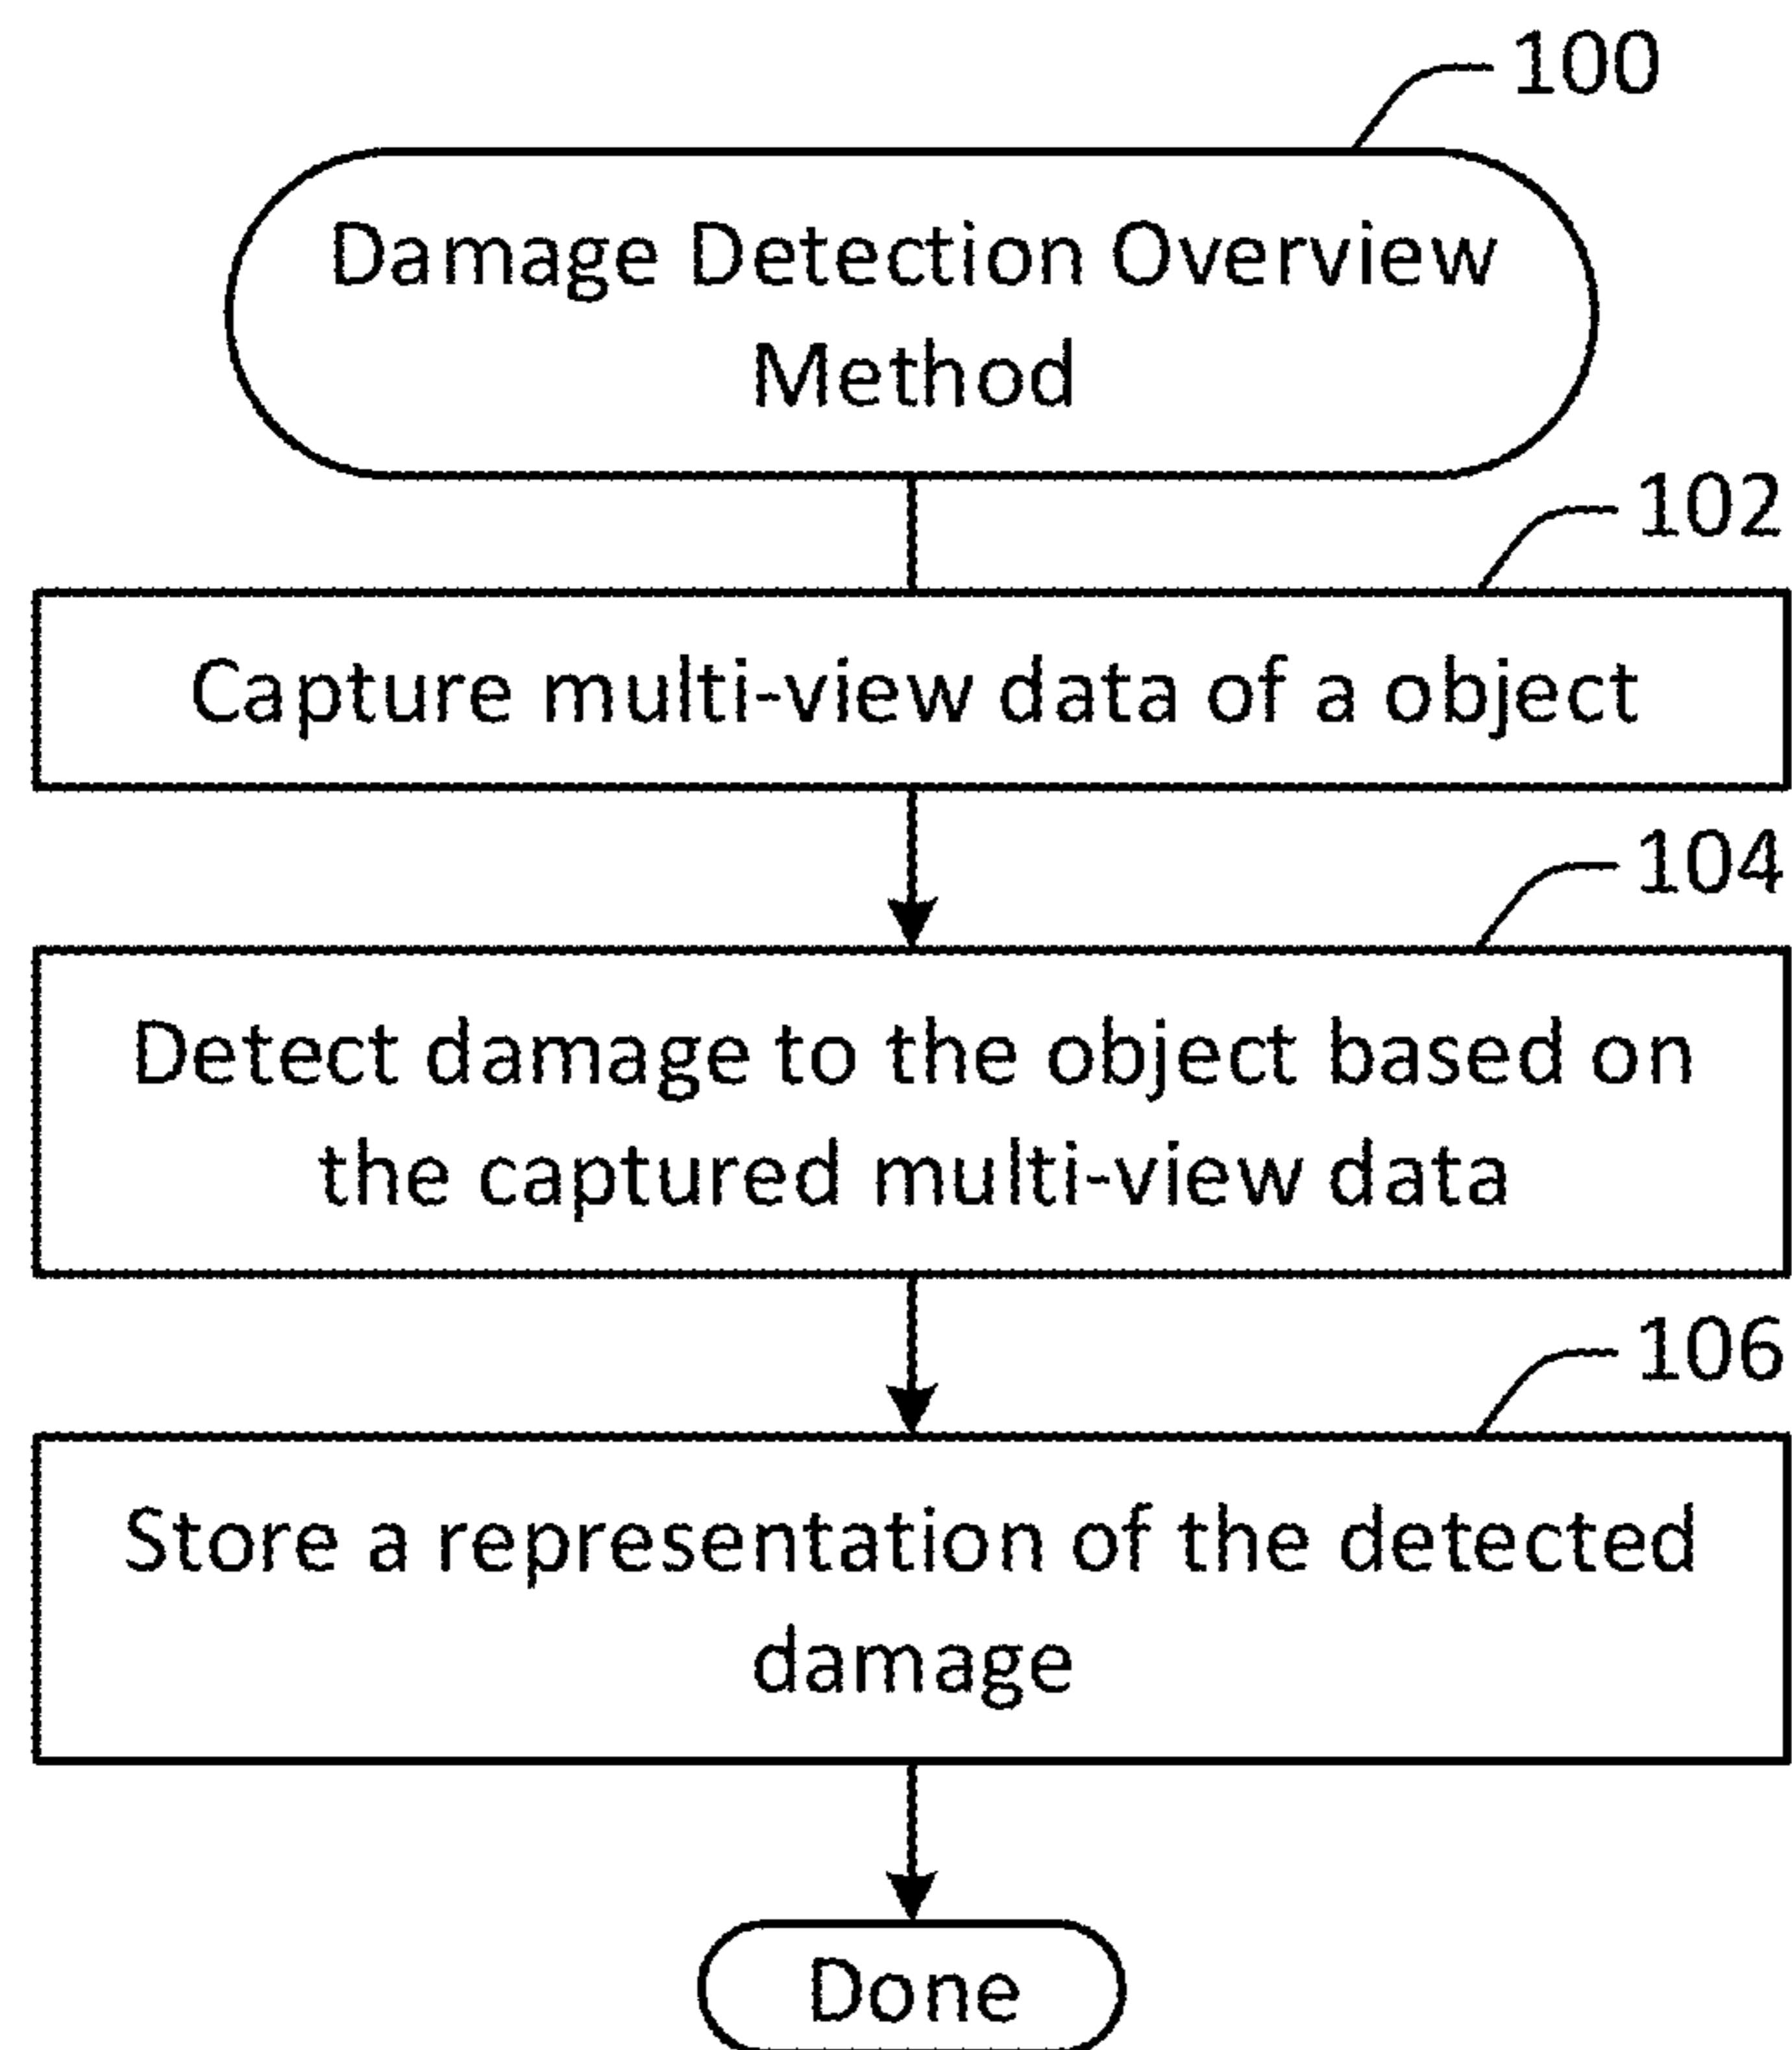 100
Damage Detection Overview
Method
102
Capture multi-view data of a object
104
Detect damage to the object based on
the captured multi-view data
106
Store a representation of the detected
damage
Done